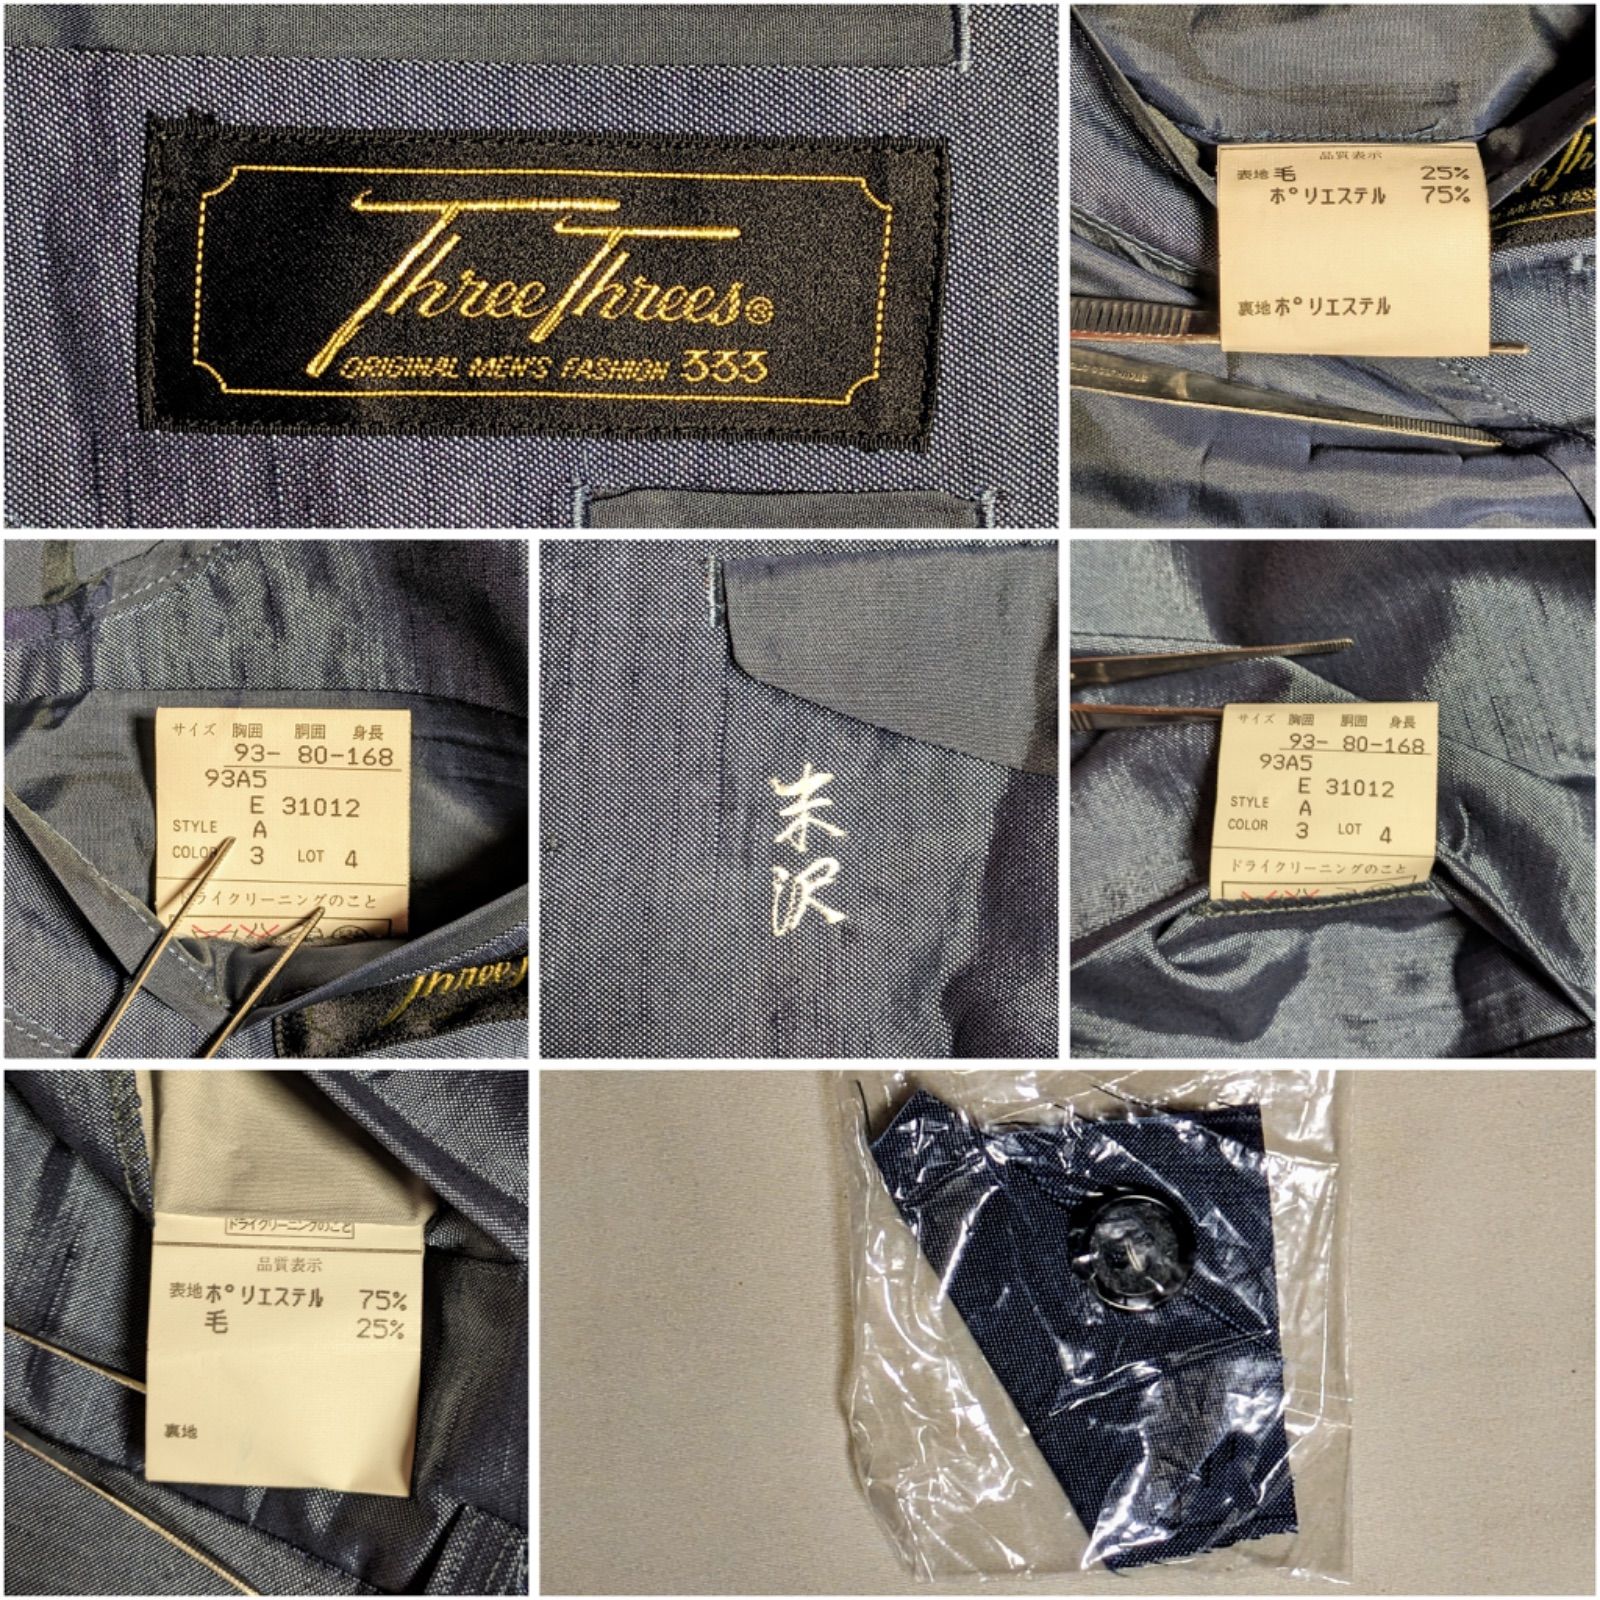 Three Threes®
ORIGINAL MEN'S FASHION 333
品質表示
表地 毛 25%
ポリエステル 75%
裏地 ポリエステル
サイズ 胸囲 胴囲 身長
93- 80-168
93A5
E 31012
STYLE A
COLOR 3 LOT 4
ドライクリーニングのこと
Three
米沢
サイズ 胸囲 胴囲 身長
93- 80-168
93A5
E 31012
STYLE A
COLOR 3 LOT 4
ドライクリーニングのこと
ドライクリーニングのこと
品質表示
表地 ポリエステル 75%
毛 25%
裏地